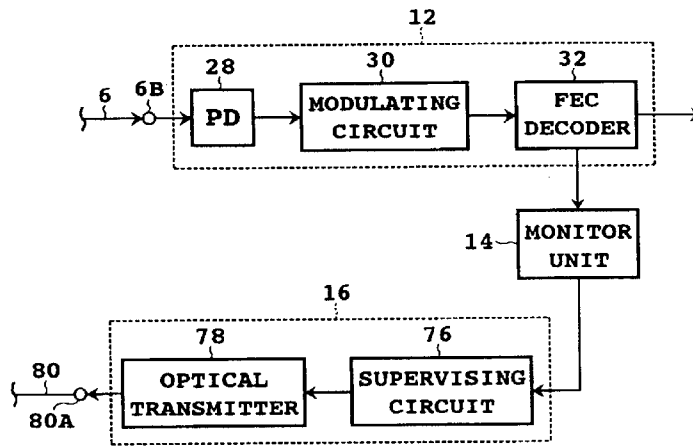 12
28
30
32
6
6B
PD
MODULATING
CIRCUIT
FEC
DECODER
14
MONITOR
UNIT
16
78
76
80
80A
OPTICAL
TRANSMITTER
SUPERVISING
CIRCUIT